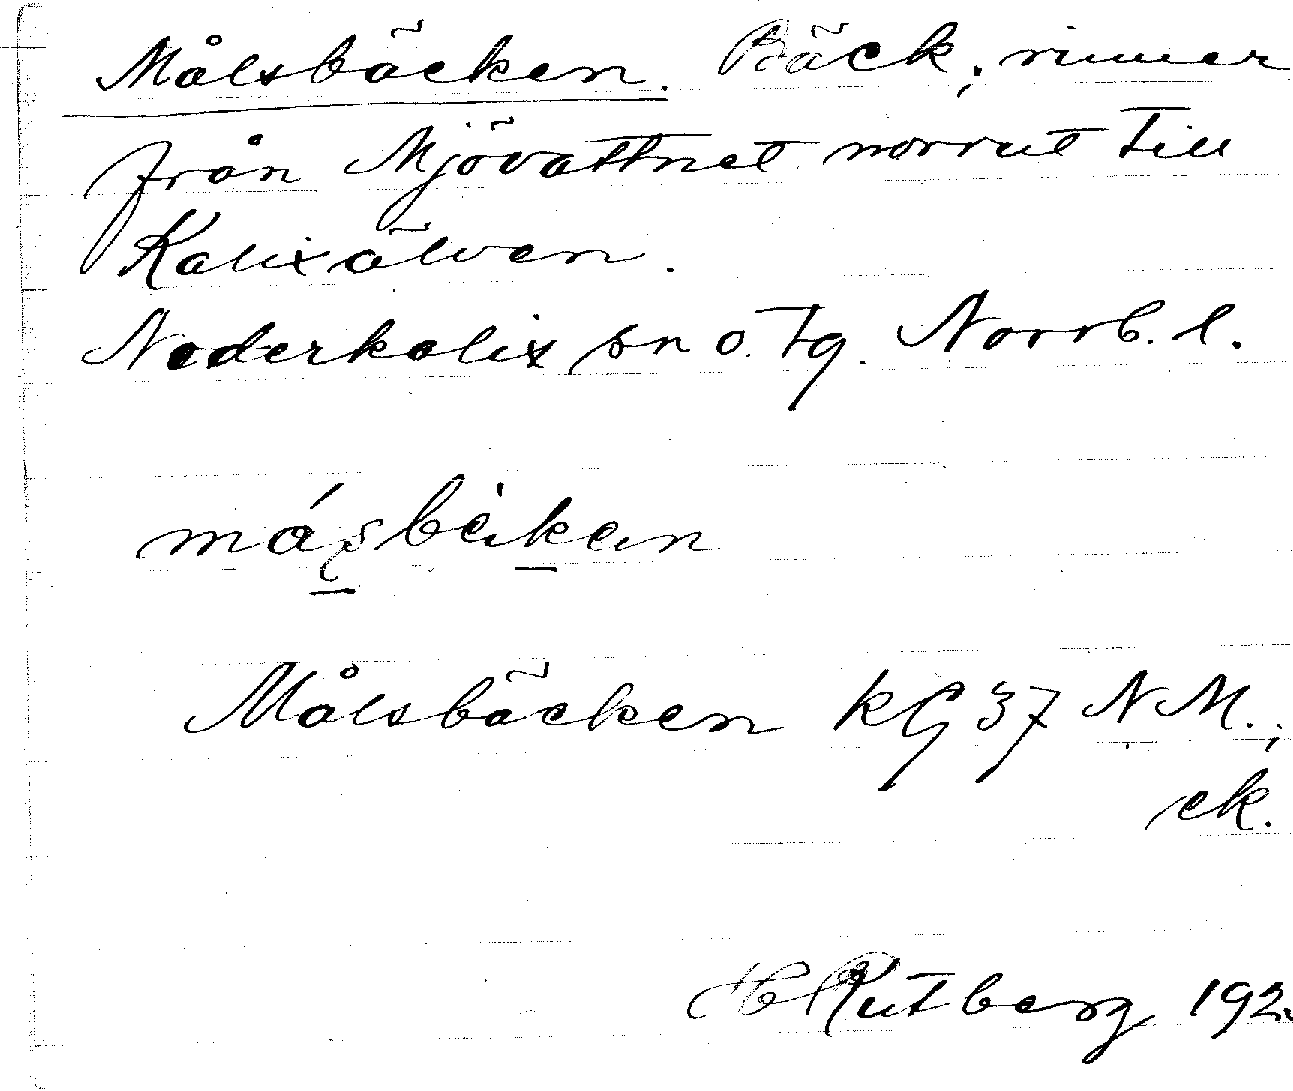 Målsbäcken. Bäck, rinner
från Mjövattnet norrut till
Kalixälven.
Nederkalix sn o. tg. Norrb. l.
Målsbäcken kG 37 NM.,
ek.
H Rutberg 192